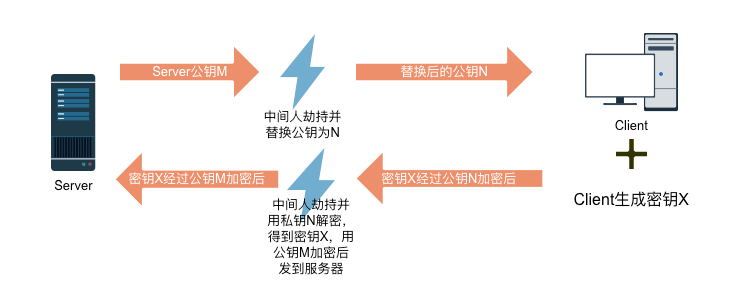 Server公钥M
替换后的公钥N
中间人劫持并
替换公钥为N
Client
Server
密钥X经过公钥M加密后
密钥X经过公钥N加密后
中间人劫持并
用私钥N解密，
得到密钥X，用
公钥M加密后
发到服务器
Client生成密钥X